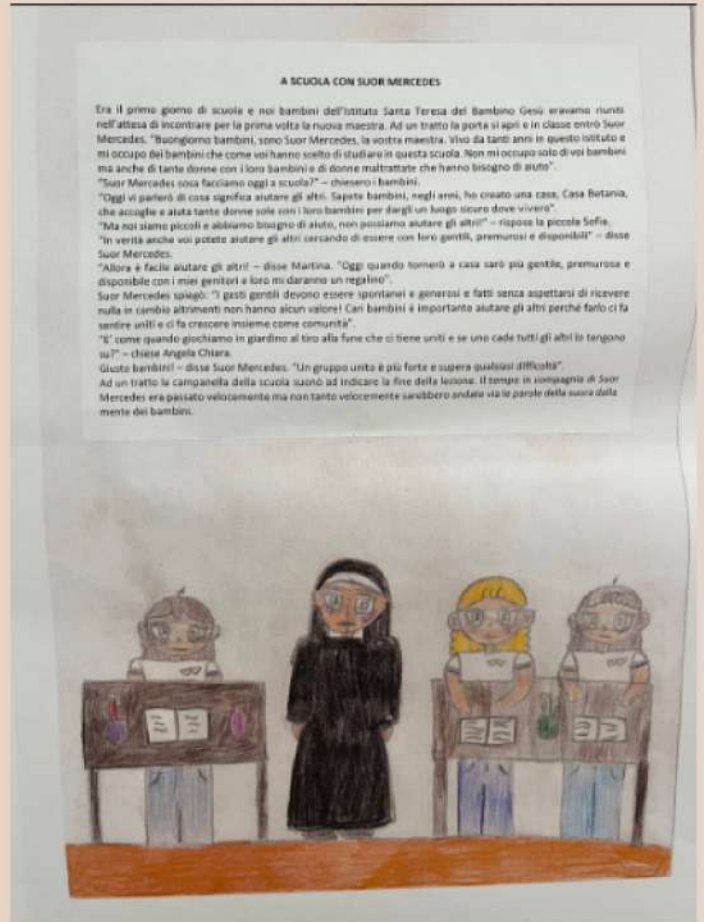 A SCUOLA CON SUOR MERCEDES
Era il primo giorno di scuola e noi bambini dell'Istituto Santa Teresa del Bambino Gesù eravamo riuniti
nell'attesa di incontrare per la prima volta la nuova maestra. Ad un tratto la porta si aprì e in classe entrò Suor
Mercedes. "Buongiorno bambini, sono Suor Mercedes, la vostra maestra. Vivo da tanti anni in questo istituto e
mi occupo dei bambini che come voi hanno scelto di studiare in questa scuola. Non mi occupo solo di voi bambini
ma anche di tante donne con i loro bambini e di donne maltrattate che hanno bisogno di aiuto".
"Suor Mercedes cosa facciamo oggi a scuola?" – chiesero i bambini.
"Oggi vi parlerò di cosa significa aiutare gli altri. Sapete bambini, negli anni, ho creato una casa, Casa Betania,
che accoglie e aiuta tante donne sole con i loro bambini per dargli un luogo sicuro dove vivere".
"Ma noi siamo piccoli e abbiamo bisogno di aiuto, non possiamo aiutare gli altri!" – rispose la piccola Sofia.
"In verità anche voi potete aiutare gli altri cercando di essere con loro gentili, premurosi e disponibili" – disse
Suor Mercedes.
"Allora è facile aiutare gli altri! – disse Martina. "Oggi quando tornerò a casa sarò più gentile, premurosa e
disponibile con i miei genitori e loro mi daranno un regalino".
Suor Mercedes spiegò: "I gesti gentili devono essere spontanei e generosi e fatti senza aspettarsi di ricevere
nulla in cambio altrimenti non hanno alcun valore! Cari bambini è importante aiutare gli altri perché farlo ci fa
sentire uniti e ci fa crescere insieme come comunità".
"E' come quando giochiamo in giardino al tiro alla fune che ci tiene uniti e se uno cade tutti gli altri lo tengono
su?" – chiese Angela Chiara.
Giusto bambini! – disse Suor Mercedes. "Un gruppo unito è più forte e supera qualsiasi difficoltà".
Ad un tratto la campanella della scuola suonò ad indicare la fine della lezione. Il tempo in compagnia di Suor
Mercedes era passato velocemente ma non tanto velocemente sarebbero andate via le parole della suora dalla
mente dei bambini.